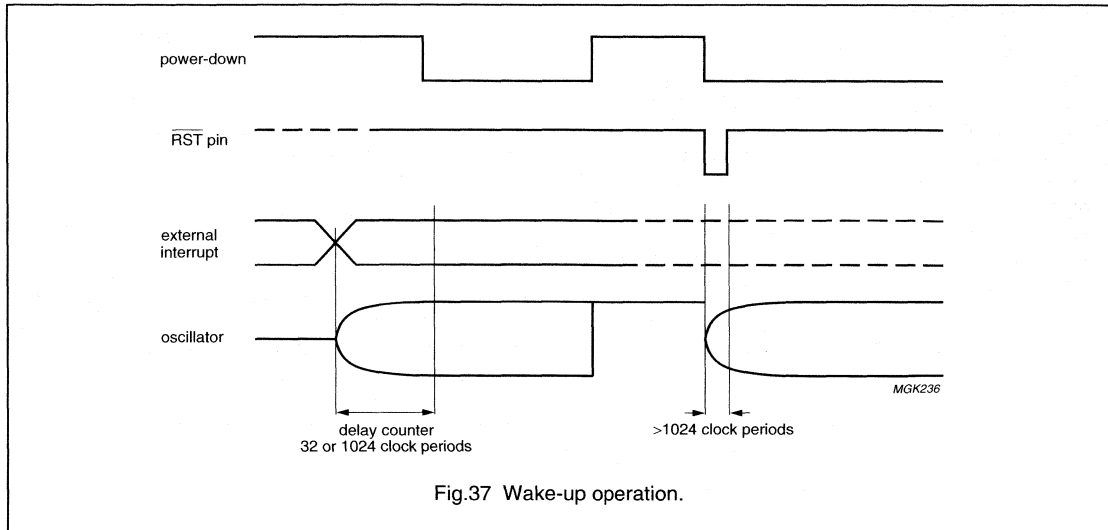 power-down
RST pin
external
interrupt
oscillator
MGK236
delay counter
32 or 1024 clock periods
>1024 clock periods
Fig.37 Wake-up operation.